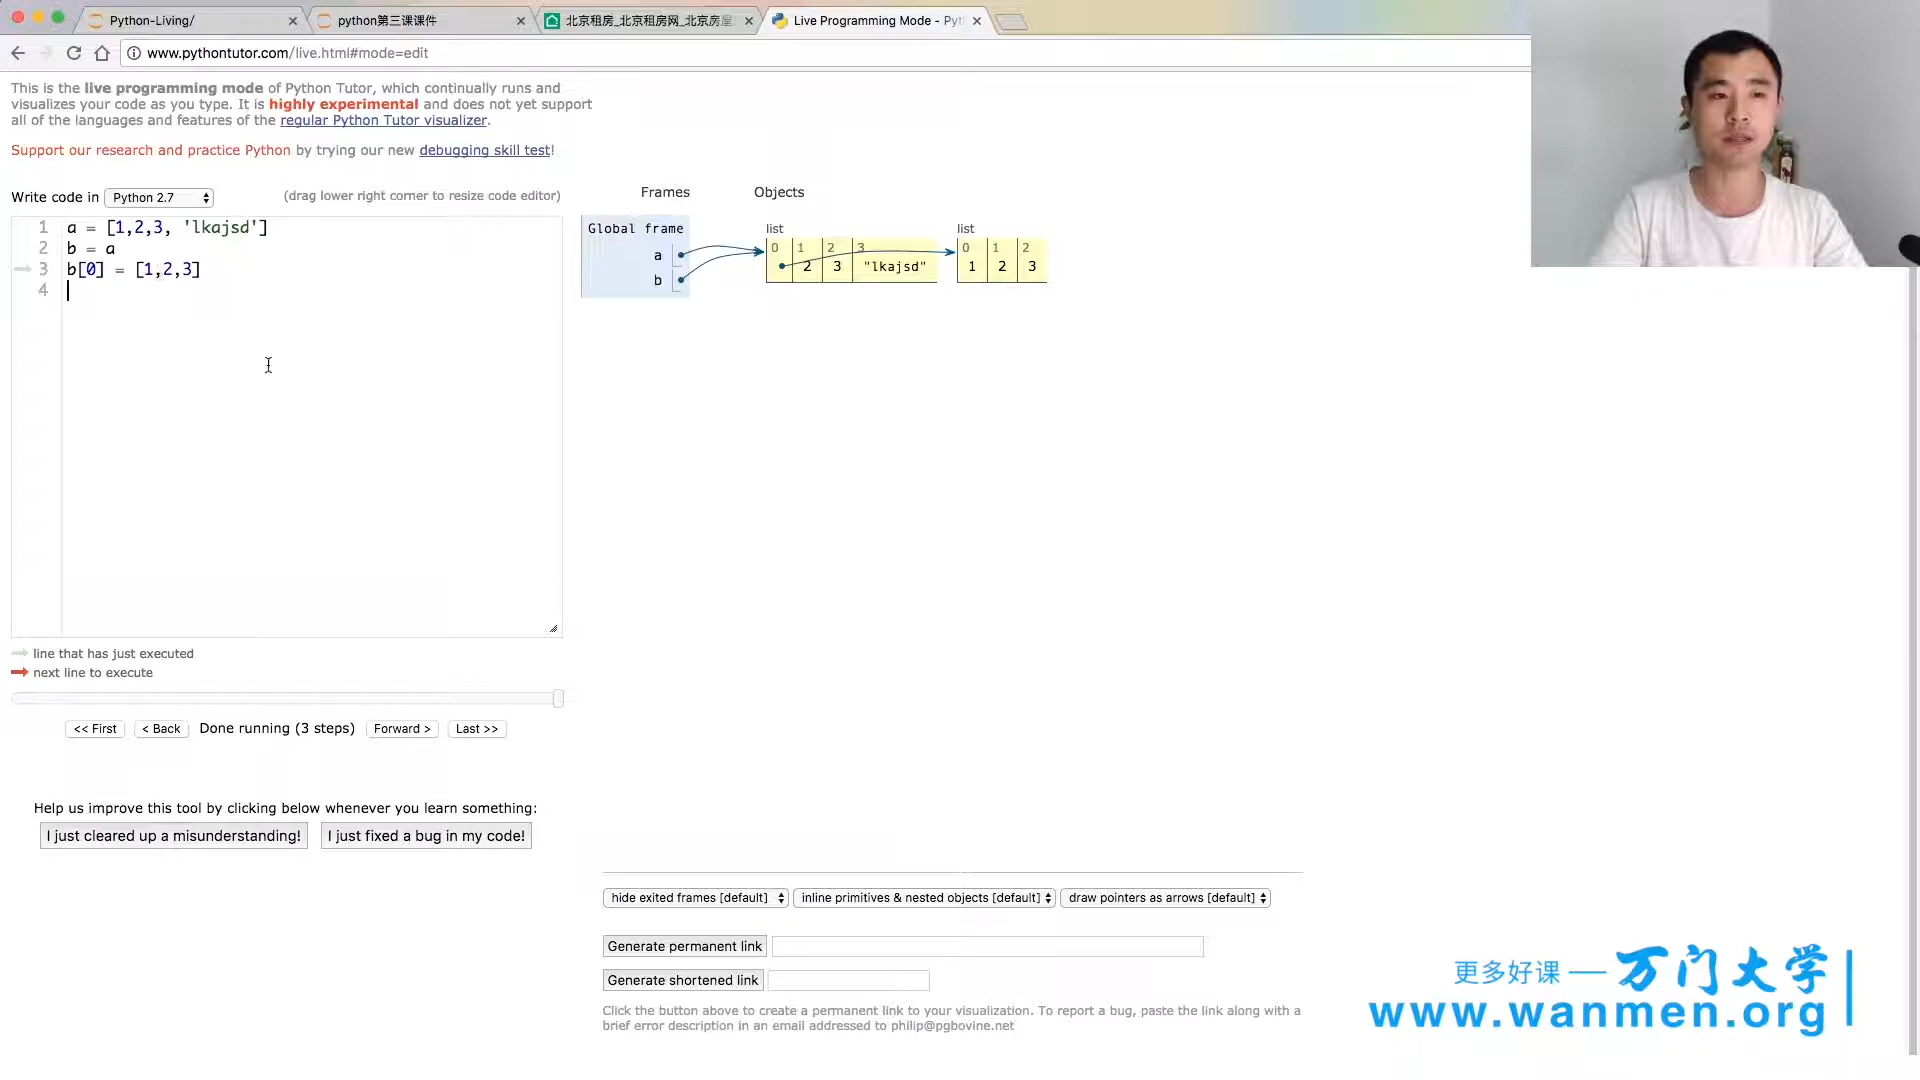 Python-Living/
python第三课课件
北京租房_北京租房网_北京房屋
Live Programming Mode - Pyt
www.pythontutor.com/live.html#mode=edit
This is the live programming mode of Python Tutor, which continually runs and
visualizes your code as you type. It is highly experimental and does not yet support
all of the languages and features of the regular Python Tutor visualizer.
Support our research and practice Python by trying our new debugging skill test!
Write code in Python 2.7 (drag lower right corner to resize code editor)
1 a = [1,2,3, 'lkajsd']
2 b = a
3 b[0] = [1,2,3]
4
line that has just executed
next line to execute
<< First < Back Done running (3 steps) Forward > Last >>
Help us improve this tool by clicking below whenever you learn something:
I just cleared up a misunderstanding! I just fixed a bug in my code!
Frames Objects
Global frame
a
b
list
0 1 2 3
2 3 "lkajsd"
list
0 1 2
1 2 3
hide exited frames [default] inline primitives & nested objects [default] draw pointers as arrows [default]
Generate permanent link
Generate shortened link
Click the button above to create a permanent link to your visualization. To report a bug, paste the link along with a
brief error description in an email addressed to philip@pgbovine.net
更多好课 — 万门大学
www.wanmen.org